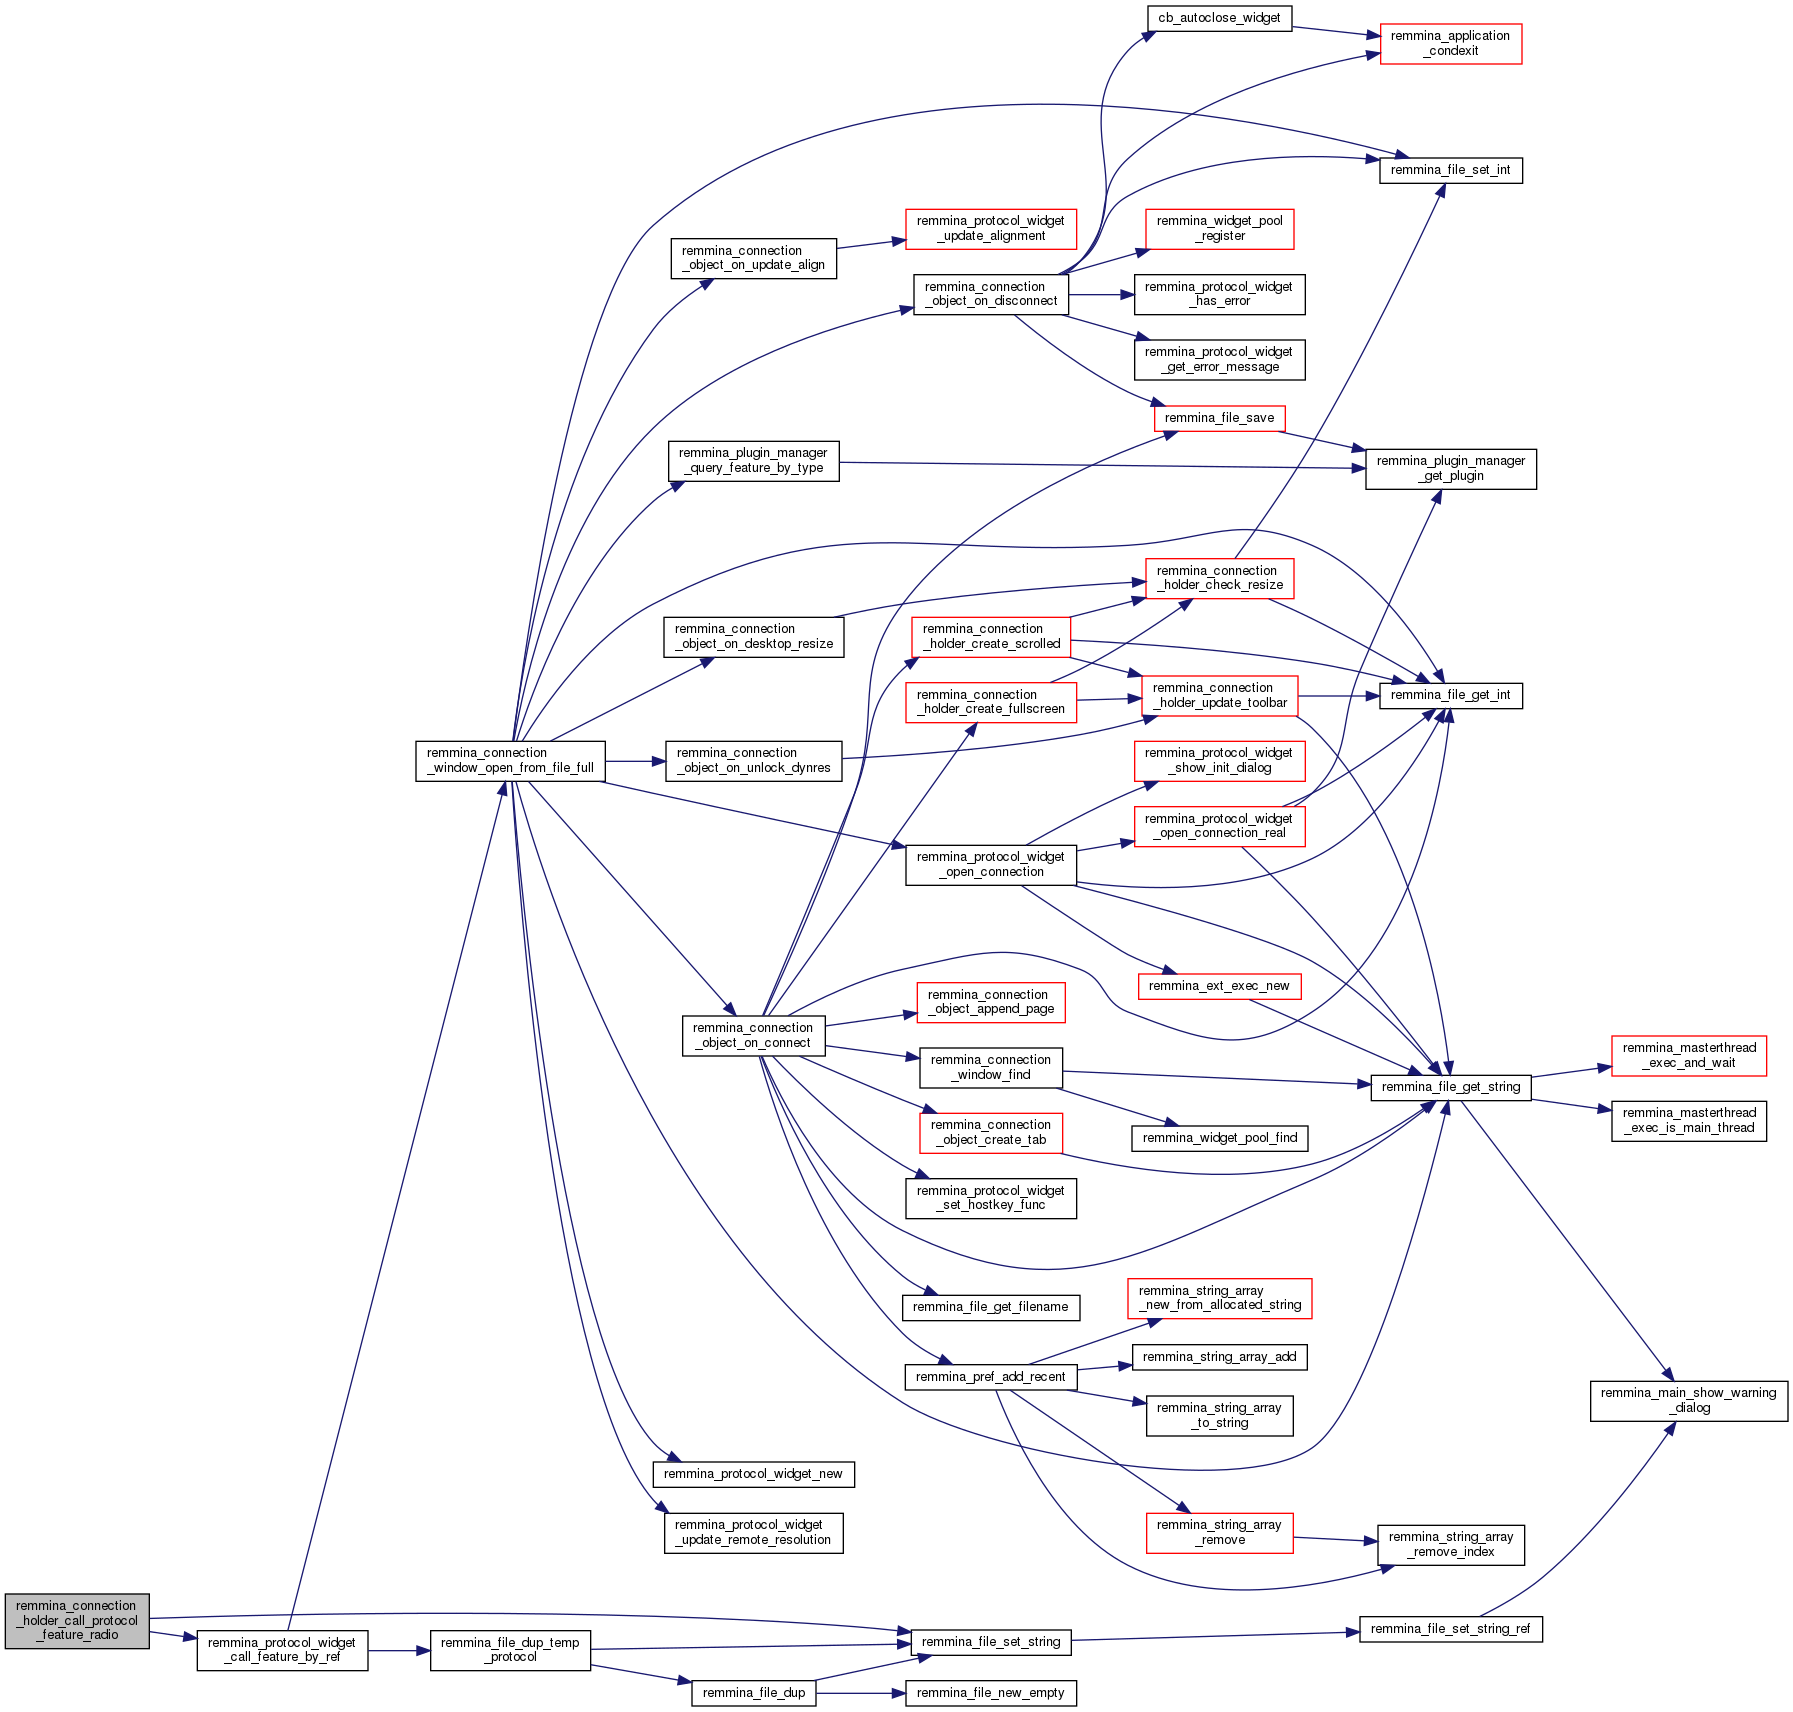 cb_autoclose_widget
remmina_application
_condexit
remmina_file_set_int
remmina_protocol_widget
_update_alignment
remmina_widget_pool
_register
remmina_connection
_object_on_update_align
remmina_connection
_object_on_disconnect
remmina_protocol_widget
_has_error
remmina_protocol_widget
_get_error_message
remmina_file_save
remmina_plugin_manager
_query_feature_by_type
remmina_plugin_manager
_get_plugin
remmina_connection
_holder_check_resize
remmina_connection
_object_on_desktop_resize
remmina_connection
_holder_create_scrolled
remmina_connection
_holder_create_fullscreen
remmina_connection
_holder_update_toolbar
remmina_file_get_int
remmina_connection
_window_open_from_file_full
remmina_connection
_object_on_unlock_dynres
remmina_protocol_widget
_show_init_dialog
remmina_protocol_widget
_open_connection_real
remmina_protocol_widget
_open_connection
remmina_ext_exec_new
remmina_connection
_object_append_page
remmina_connection
_object_on_connect
remmina_connection
_window_find
remmina_file_get_string
remmina_masterthread
_exec_and_wait
remmina_masterthread
_exec_is_main_thread
remmina_connection
_object_create_tab
remmina_widget_pool_find
remmina_protocol_widget
_set_hostkey_func
remmina_file_get_filename
remmina_string_array
_new_from_allocated_string
remmina_string_array_add
remmina_pref_add_recent
remmina_string_array
_to_string
remmina_main_show_warning
_dialog
remmina_protocol_widget_new
remmina_protocol_widget
_update_remote_resolution
remmina_string_array
_remove
remmina_string_array
_remove_index
remmina_connection
_holder_call_protocol
_feature_radio
remmina_protocol_widget
_call_feature_by_ref
remmina_file_dup_temp
_protocol
remmina_file_set_string
remmina_file_set_string_ref
remmina_file_dup
remmina_file_new_empty